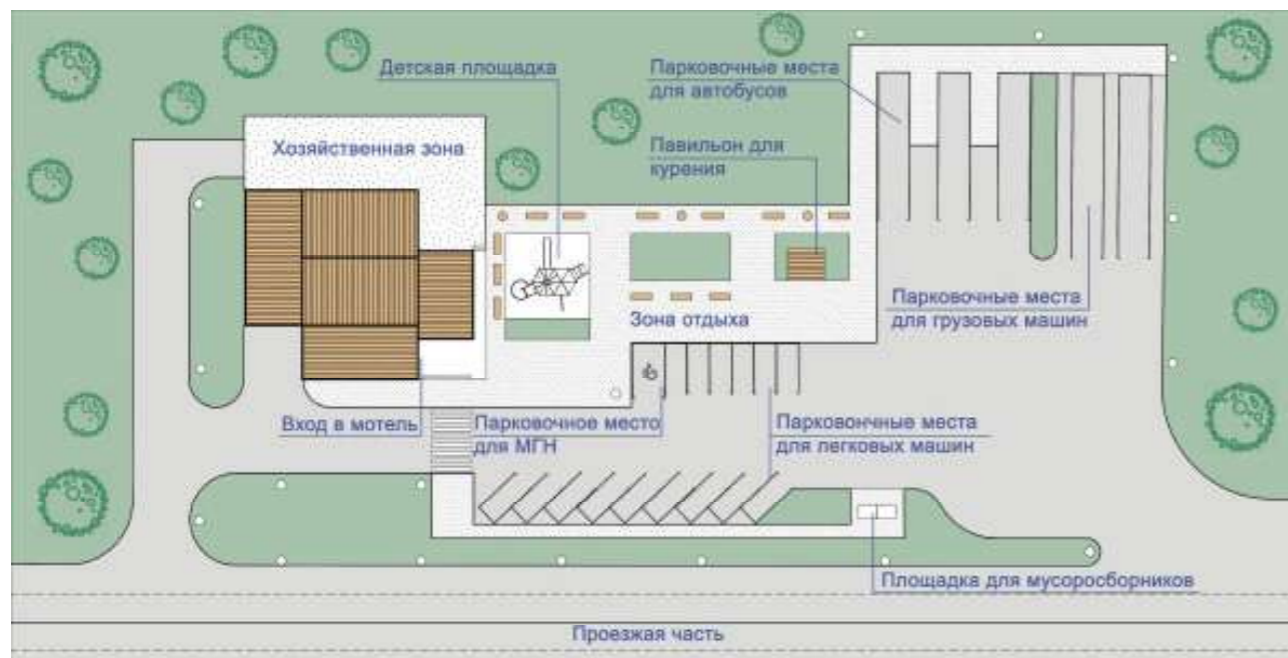 Детская площадка
Парковочные места
для автобусов
Хозяйственная зона
Павильон для
курения
Парковочные места
для грузовых машин
Зона отдыха
Вход в мотель
Парковочное место
для МГН
Парковончные места
для легковых машин
Площадка для мусоросборников
Проезжая часть